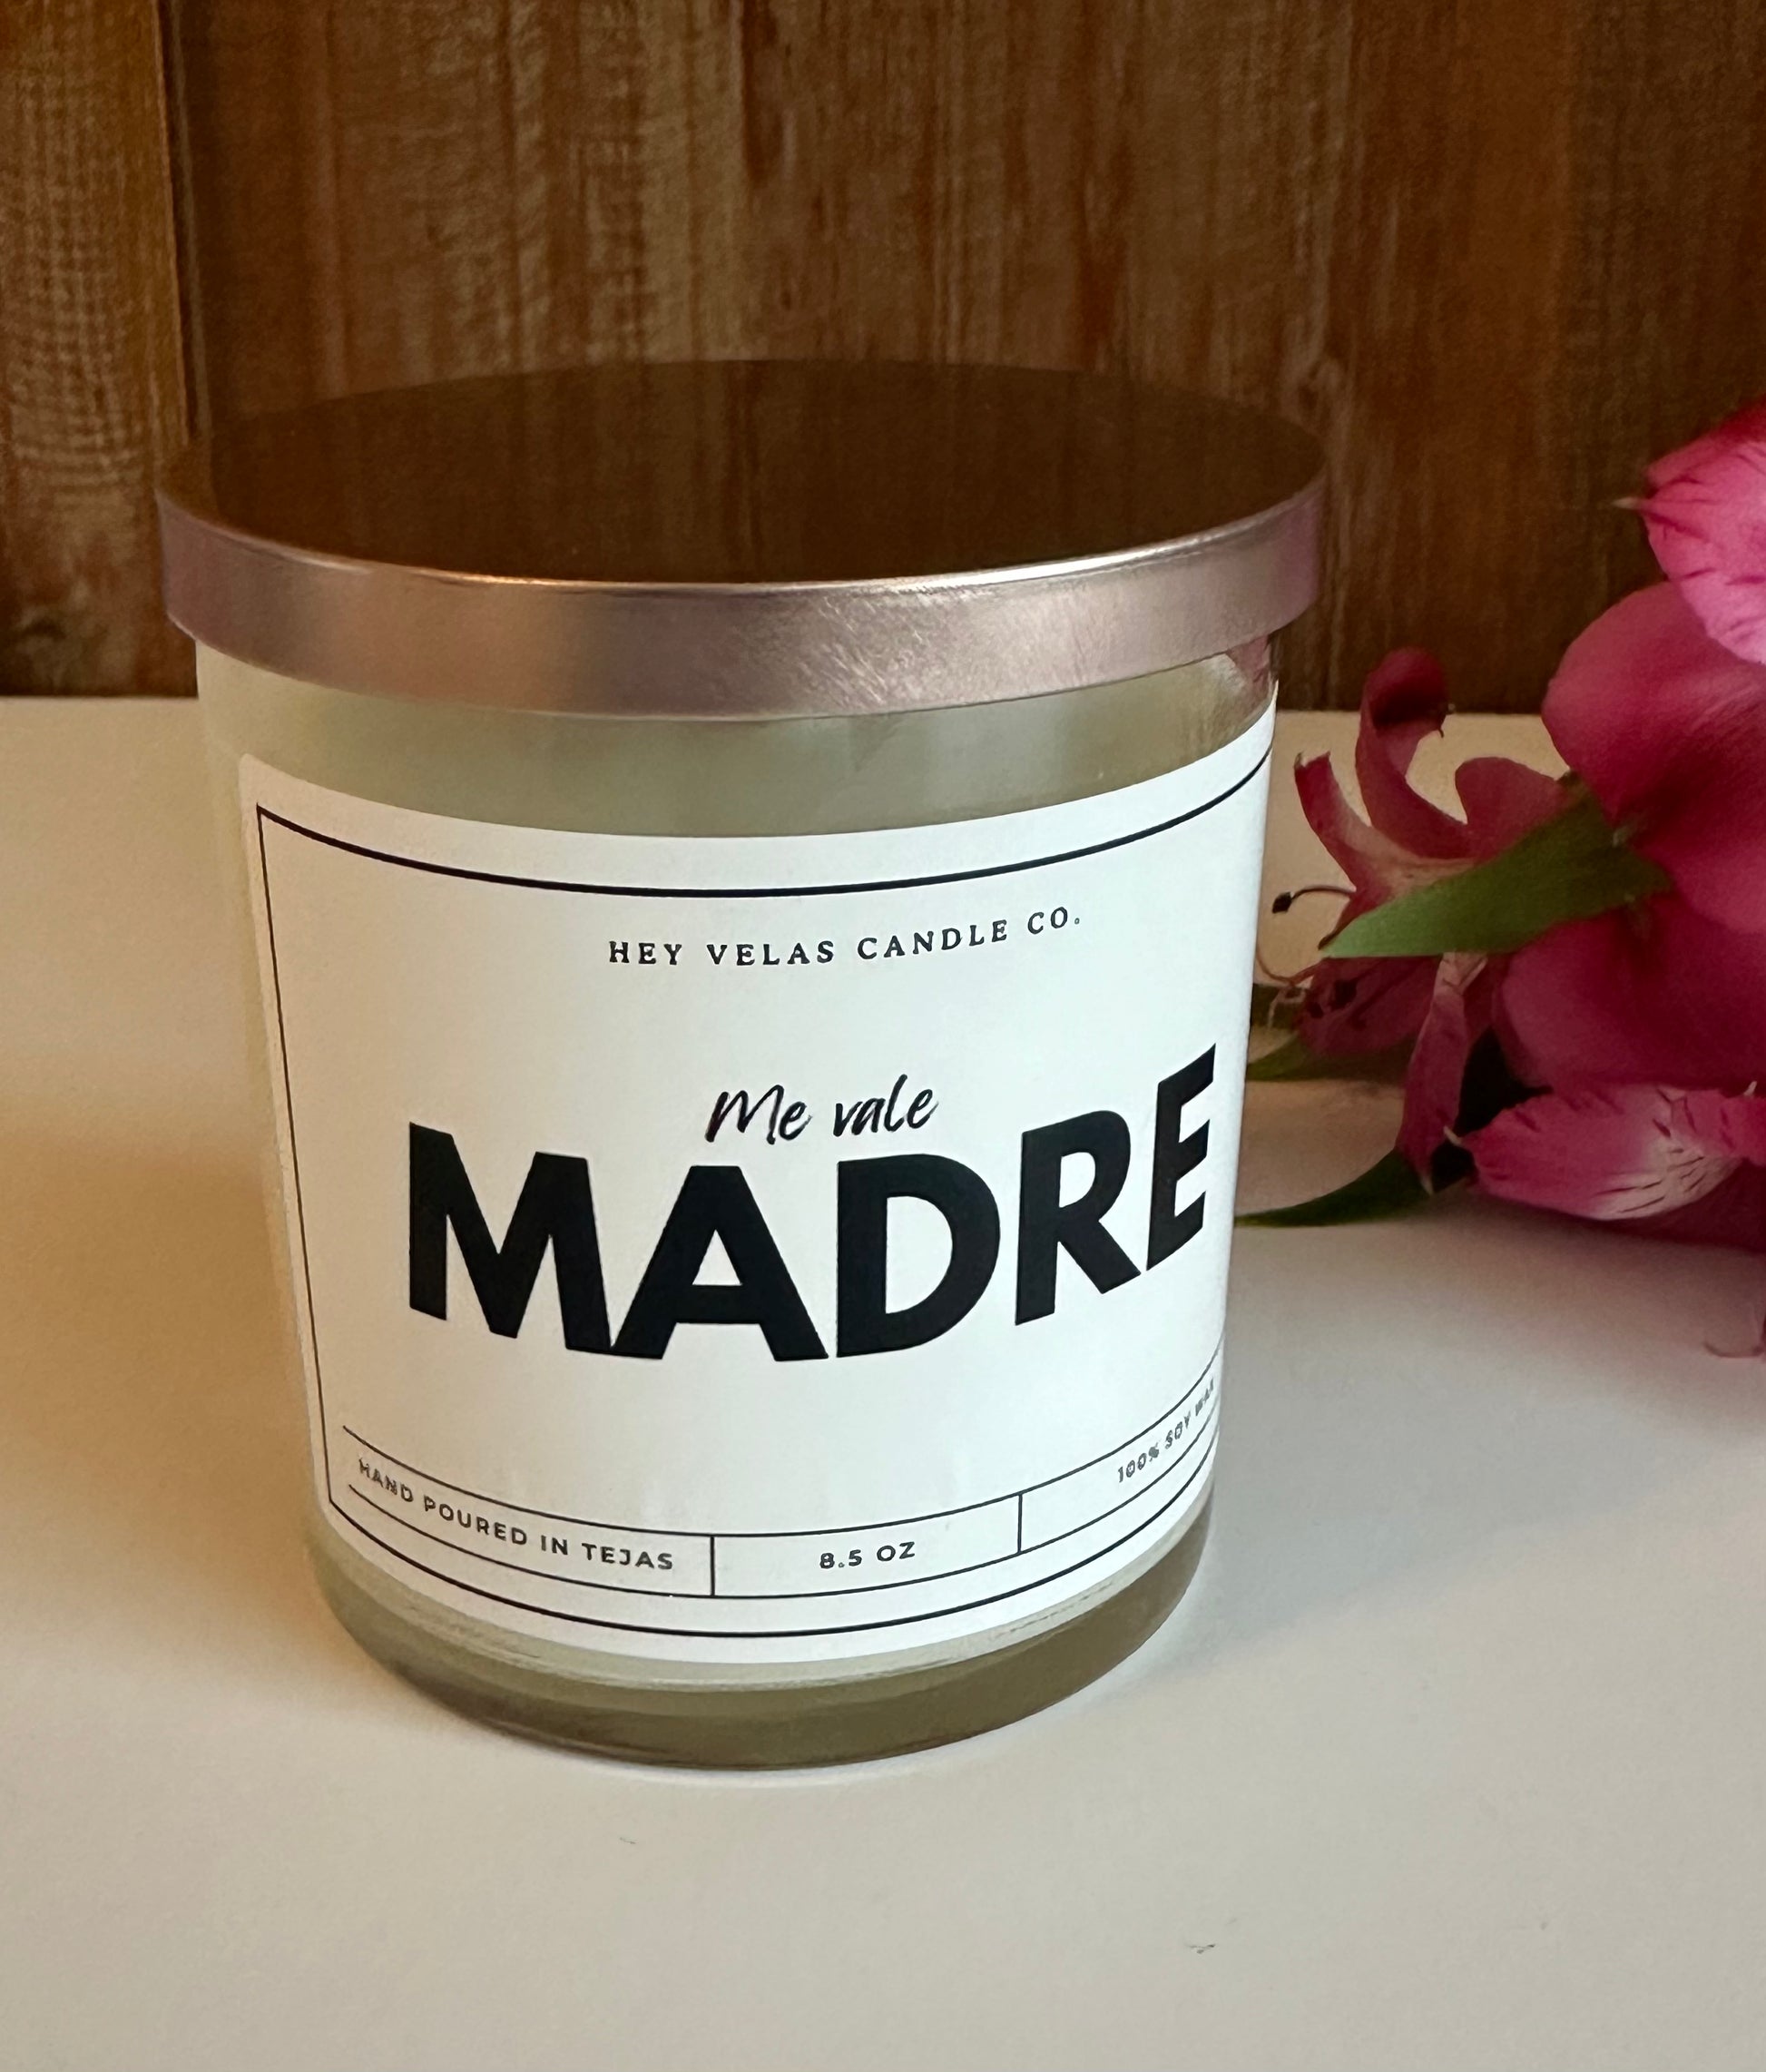 HEY VELAS CANDLE CO.
Me vale
MADRE
HAND POURED IN TEJAS
8.5 OZ
100% SOY WAX